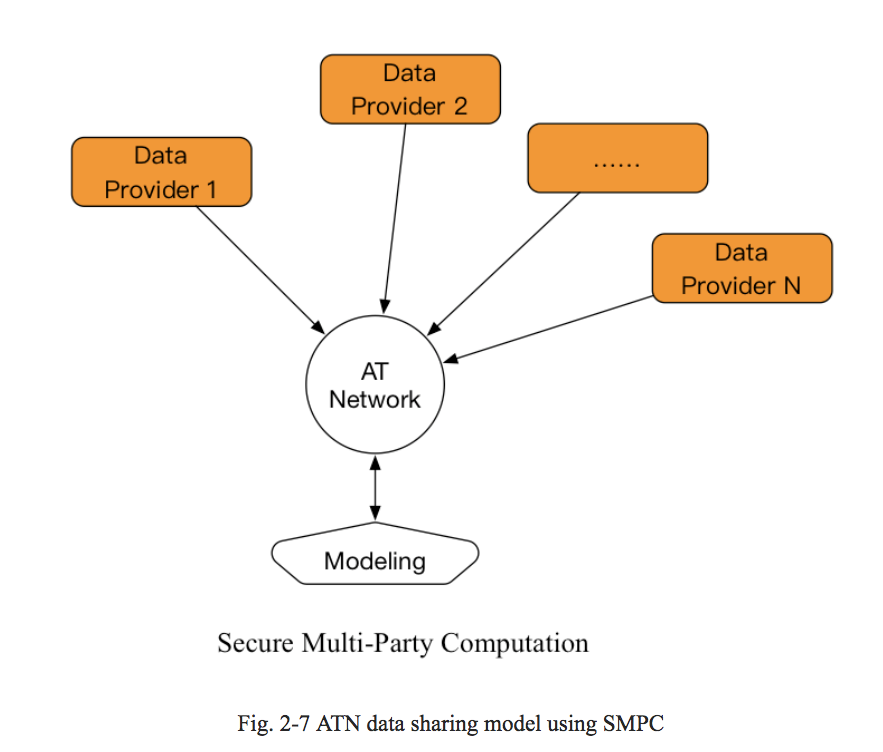 Data
Provider 2
Data
Provider 1
......
Data
Provider N
AT
Network
Modeling
Secure Multi-Party Computation
Fig. 2-7 ATN data sharing model using SMPC